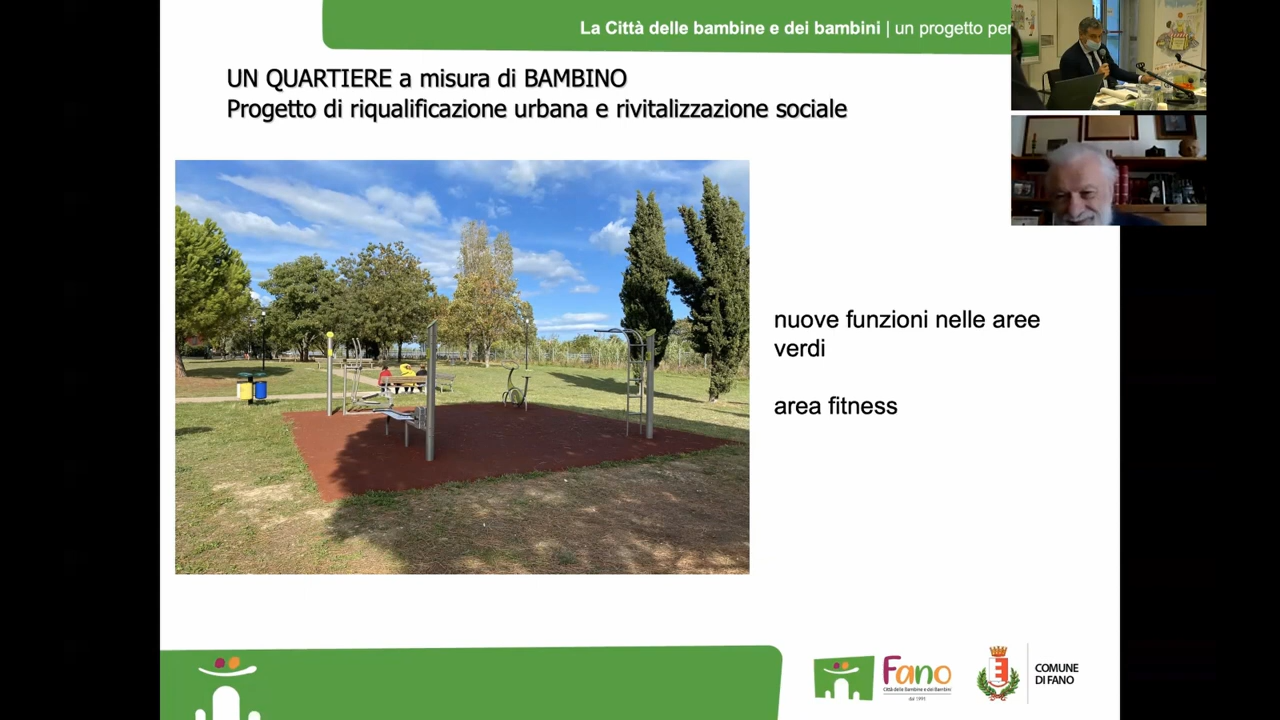 La Città delle bambine e dei bambini | un progetto per
UN QUARTIERE a misura di BAMBINO
Progetto di riqualificazione urbana e rivitalizzazione sociale
nuove funzioni nelle aree
verdi
area fitness
Fano
Città delle Bambine e dei Bambini
dal 1991
COMUNE
DI FANO